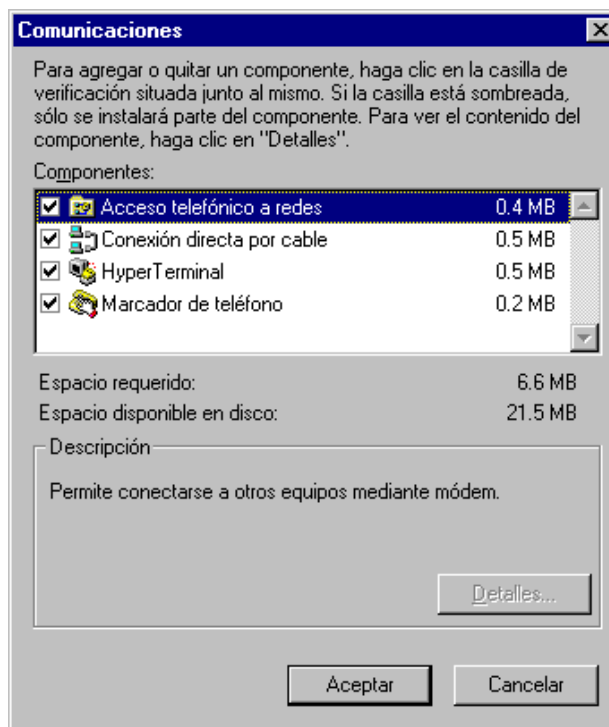 Comunicaciones
Para agregar o quitar un componente, haga clic en la casilla de
verificación situada junto al mismo. Si la casilla está sombreada,
sólo se instalará parte del componente. Para ver el contenido del
componente, haga clic en "Detalles".
Componentes:
Acceso telefónico a redes 0.4 MB
Conexión directa por cable 0.5 MB
HyperTerminal 0.5 MB
Marcador de teléfono 0.2 MB
Espacio requerido: 6.6 MB
Espacio disponible en disco: 21.5 MB
Descripción
Permite conectarse a otros equipos mediante módem.
Detalles...
Aceptar Cancelar